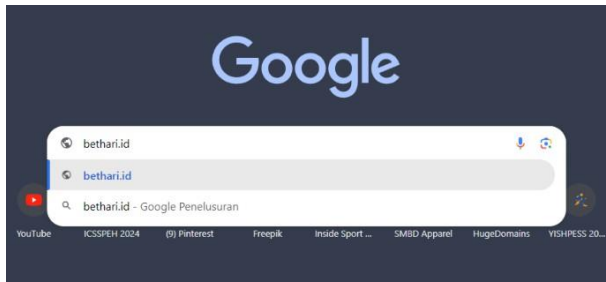 Google
bethari.id
bethari.id
bethari.id - Google Penelusuran
YouTube ICSSPEH 2024 (9) Pinterest Freepik Inside Sport ... SMBD Apparel HugeDomains YISHPESS 20...